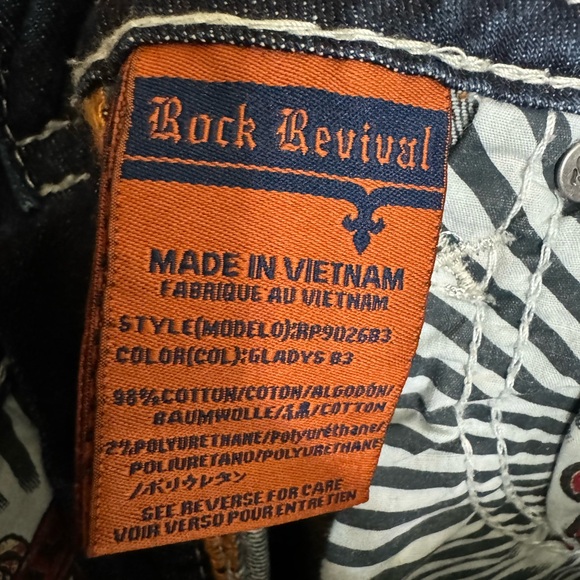 Rock Revival
MADE IN VIETNAM
FABRIQUE AU VIETNAM
STYLE(MODELO):RP9026B3
COLOR(COL):GLADYS B3
98%COTTON/COTON/ALGODÓN/
BAUMWOLLE/綿/COTTON
2%POLYURETHANE/Polyuréthane/
POLIURETANO/POLYURETHANE
/ポリウレタン
SEE REVERSE FOR CARE
VOIR VERSO POUR ENTRETIEN